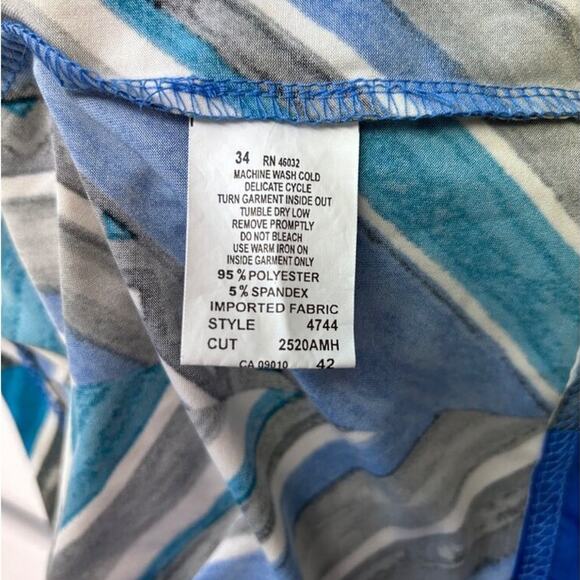 34 RN 46032
MACHINE WASH COLD
DELICATE CYCLE
TURN GARMENT INSIDE OUT
TUMBLE DRY LOW
REMOVE PROMPTLY
DO NOT BLEACH
USE WARM IRON ON
INSIDE GARMENT ONLY
95% POLYESTER
5% SPANDEX
IMPORTED FABRIC
STYLE 4744
CUT 2520AMH
CA 09010 42